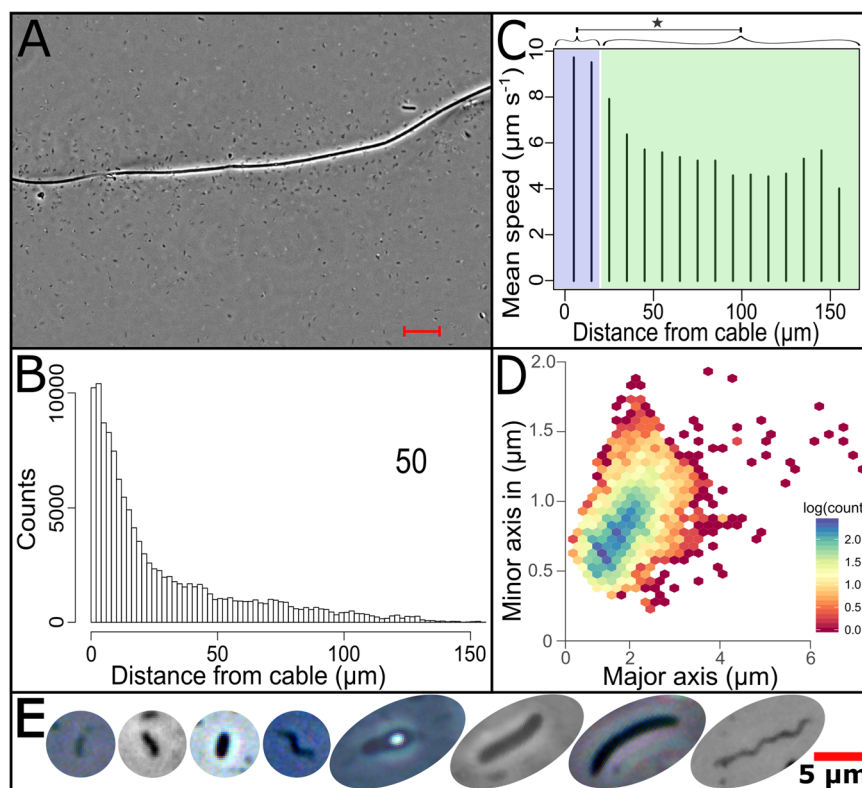 A
B
Counts
0
5000
10000
50
0
50
100
150
Distance from cable (µm)
C
★
Mean speed (µm s⁻¹)
0
2
4
6
8
10
0
50
100
150
Distance from cable (µm)
D
Minor axis in (µm)
2.0
1.5
1.0
0.5
0
0
2
4
6
Major axis (µm)
log(count
2.0
1.5
1.0
0.5
0.0
E
5 µm